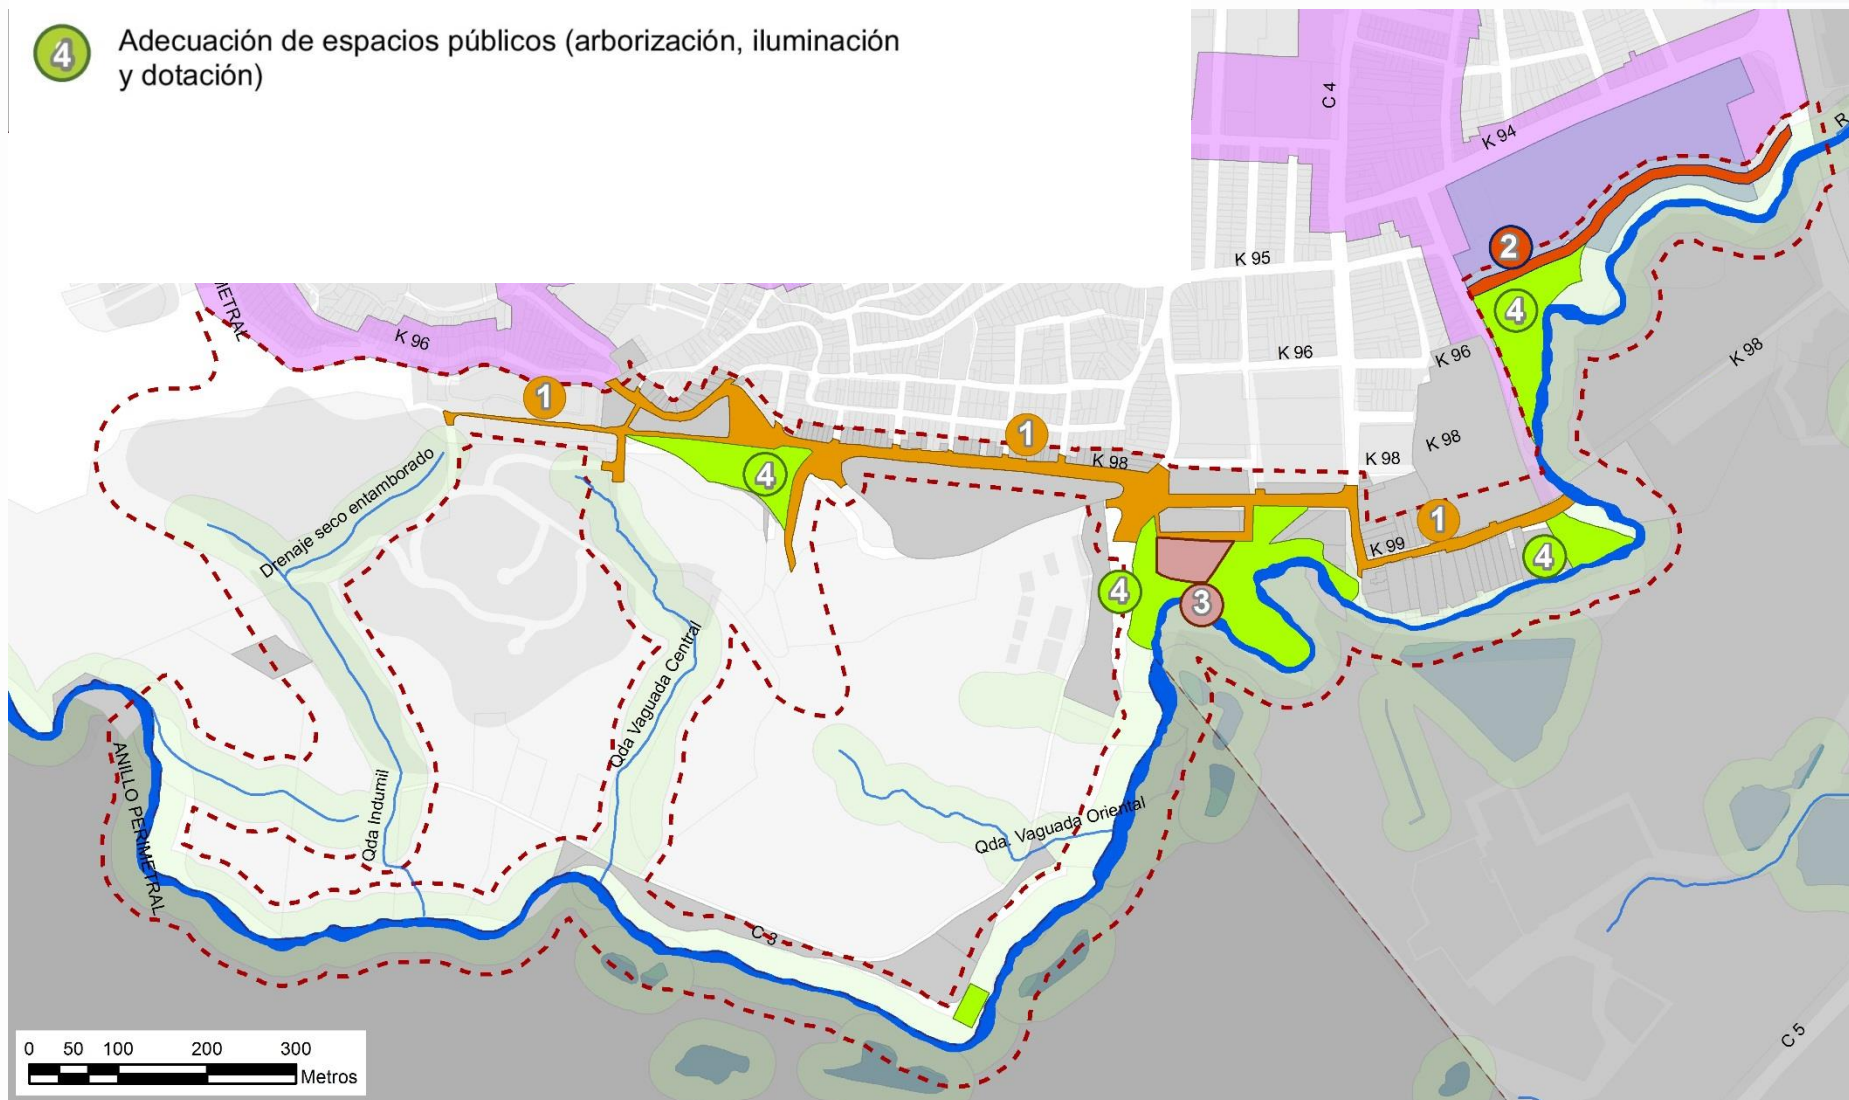 4 Adecuación de espacios públicos (arborización, iluminación
y dotación)
C 4
K 94
R
K 95
2
4
METRAL
K 96
K 96
K 96
K 98
1
1
K 98
K 98
K 98
4
1
K 99
4
Drenaje seco entamborado
4
3
Qda Vaguada Central
ANILLO PERIMETRAL
Qda Indumil
Qda. Vaguada Oriental
C 3
C 5
0 50 100 200 300
Metros